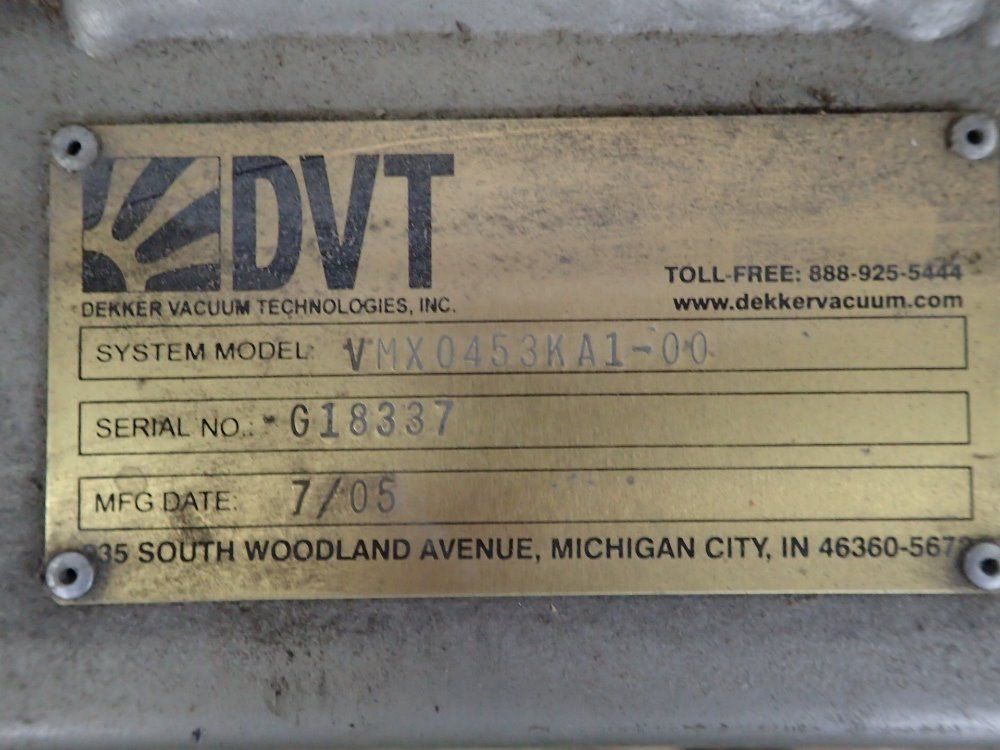 DVT
DEKKER VACUUM TECHNOLOGIES, INC.
TOLL-FREE: 888-925-5444
www.dekkervacuum.com
SYSTEM MODEL: VMX0453KA1-00
SERIAL NO.: G18337
MFG DATE: 7/05
SOUTH WOODLAND AVENUE, MICHIGAN CITY, IN